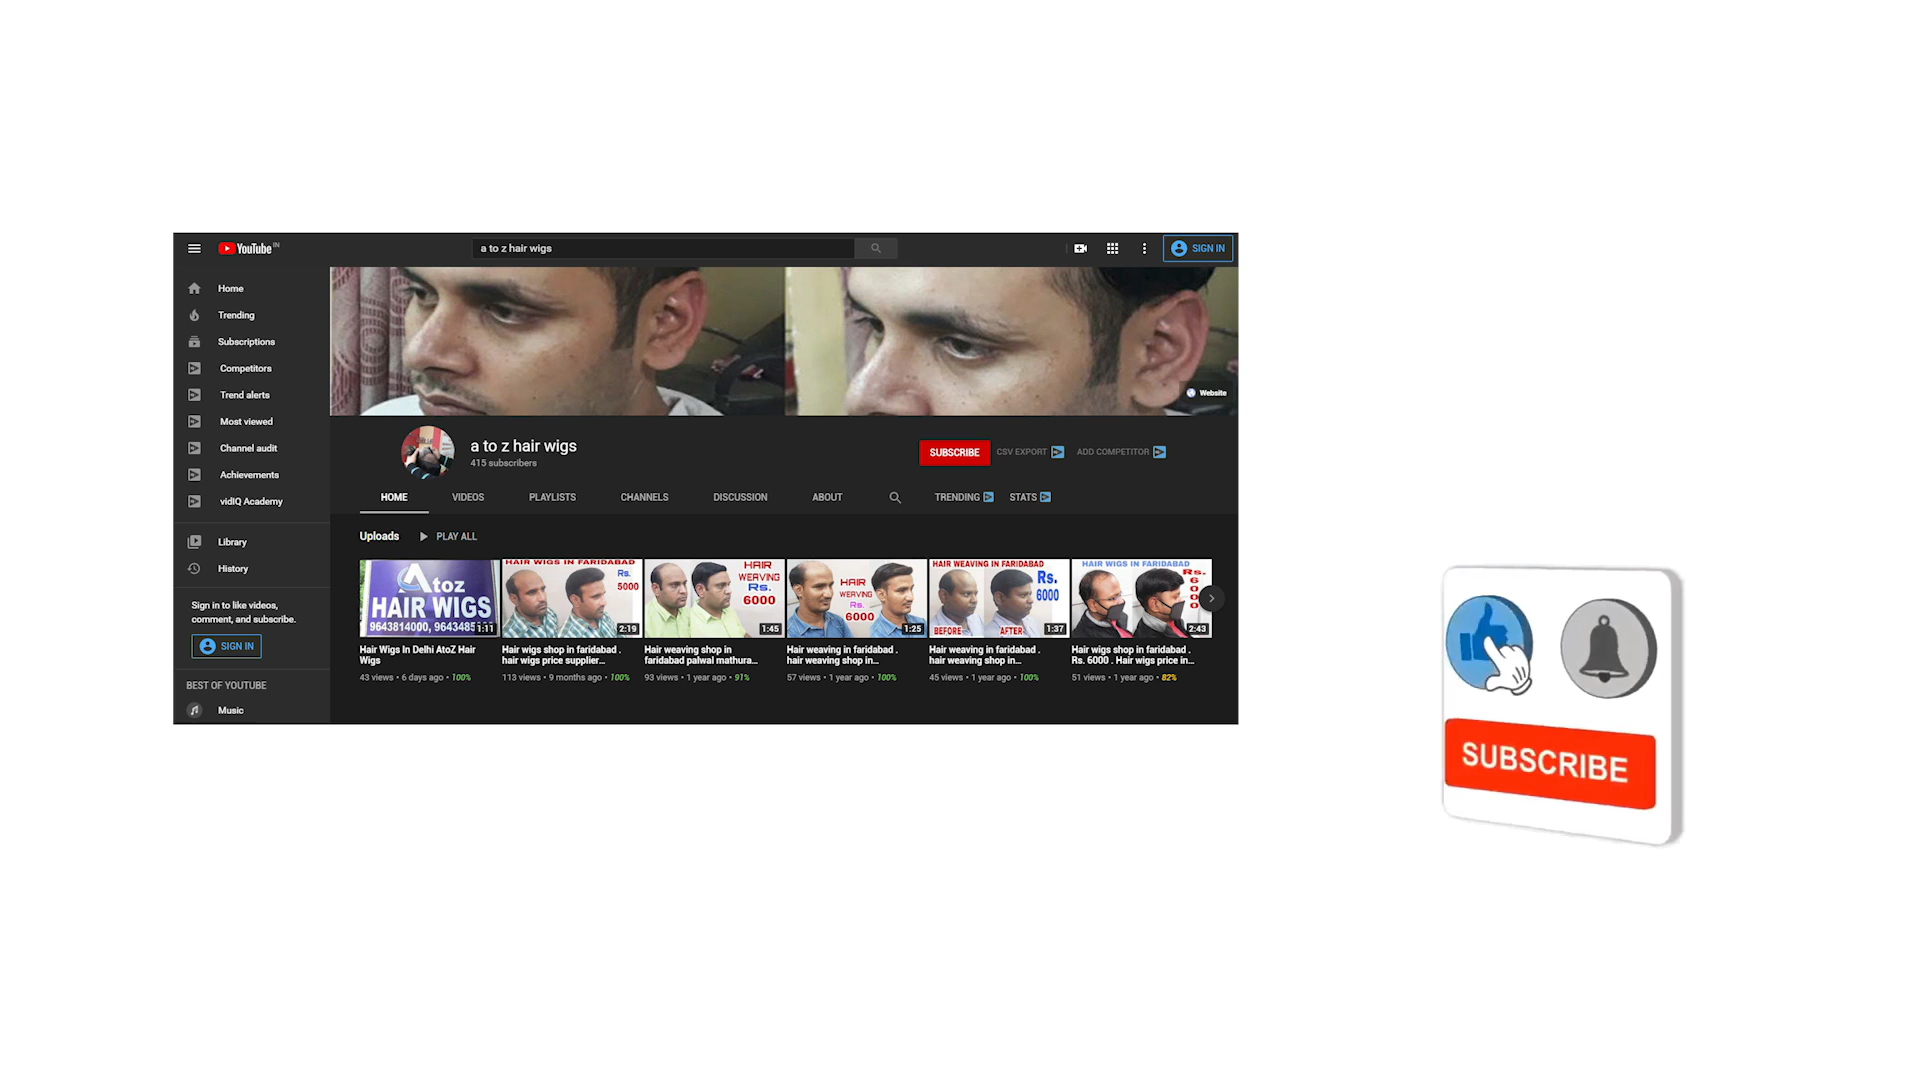 YouTube IN
a to z hair wigs
SIGN IN
Home
Trending
Subscriptions
Competitors
Trend alerts
Most viewed
Channel audit
Achievements
vidIQ Academy
Library
History
Sign in to like videos,
comment, and subscribe.
SIGN IN
BEST OF YOUTUBE
Music
Website
a to z hair wigs
415 subscribers
SUBSCRIBE
CSV EXPORT
ADD COMPETITOR
HOME VIDEOS PLAYLISTS CHANNELS DISCUSSION ABOUT TRENDING STATS
Uploads PLAY ALL
Atoz
HAIR WIGS
9643814000, 9643485
1:11
Hair Wigs In Delhi AtoZ Hair
Wigs
43 views • 6 days ago • 100%
HAIR WIGS IN FARIDABAD
Rs.
5000
2:19
Hair wigs shop in faridabad .
hair wigs price supplier...
113 views • 9 months ago • 100%
HAIR
WEAVING
Rs.
6000
1:45
Hair weaving shop in
faridabad palwal mathura...
93 views • 1 year ago • 91%
HAIR
WERVING
Rs.
6000
1:25
Hair weaving in faridabad .
hair weaving shop in...
57 views • 1 year ago • 100%
HAIR WEAVING IN FARIDABAD
Rs.
6000
BEFORE
AFTER
1:37
Hair weaving in faridabad .
hair weaving shop in...
45 views • 1 year ago • 100%
HAIR WIGS IN FARIDABAD
Rs.
6
0
0
0
2:43
Hair wigs shop in faridabad .
Rs. 6000 . Hair wigs price in...
51 views • 1 year ago • 82%
SUBSCRIBE